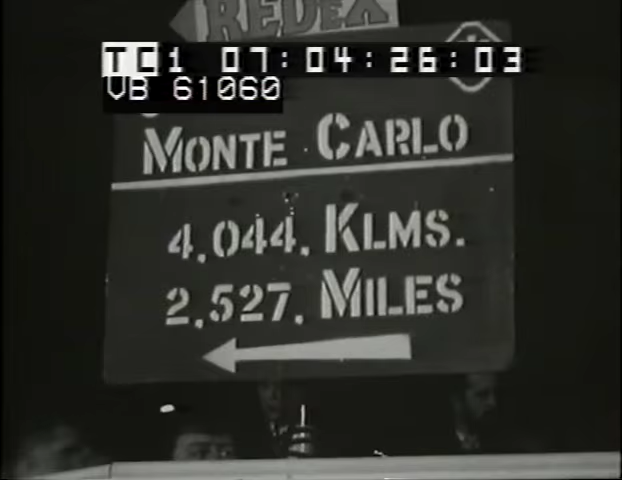 REDEX
TC1 07:04:26:03
VB 61060
MONTE CARLO
4,044. KLMS.
2,527. MILES